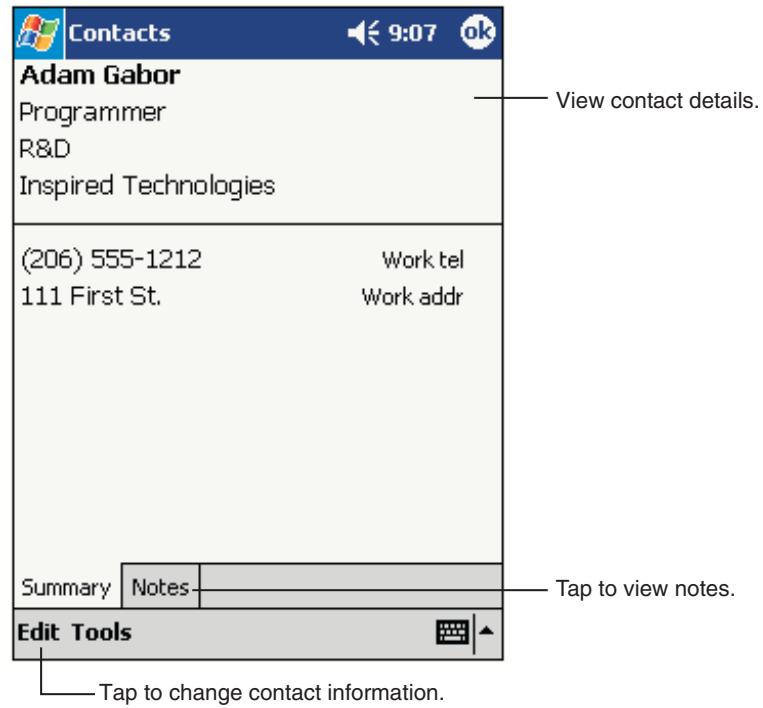 Contacts 9:07 ok
Adam Gabor
Programmer
View contact details.
R&D
Inspired Technologies
(206) 555-1212 Work tel
111 First St. Work addr
Summary Notes
Tap to view notes.
Edit Tools
Tap to change contact information.